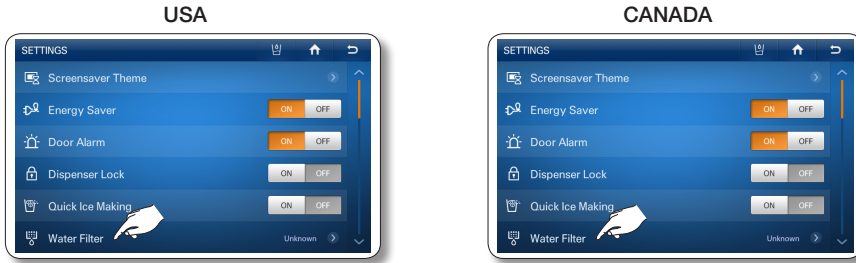 USA
SETTINGS
Screensaver Theme
Energy Saver ON OFF
Door Alarm ON OFF
Dispenser Lock ON OFF
Quick Ice Making ON OFF
Water Filter Unknown
CANADA
SETTINGS
Screensaver Theme
Energy Saver ON OFF
Door Alarm ON OFF
Dispenser Lock ON OFF
Quick Ice Making ON OFF
Water Filter Unknown